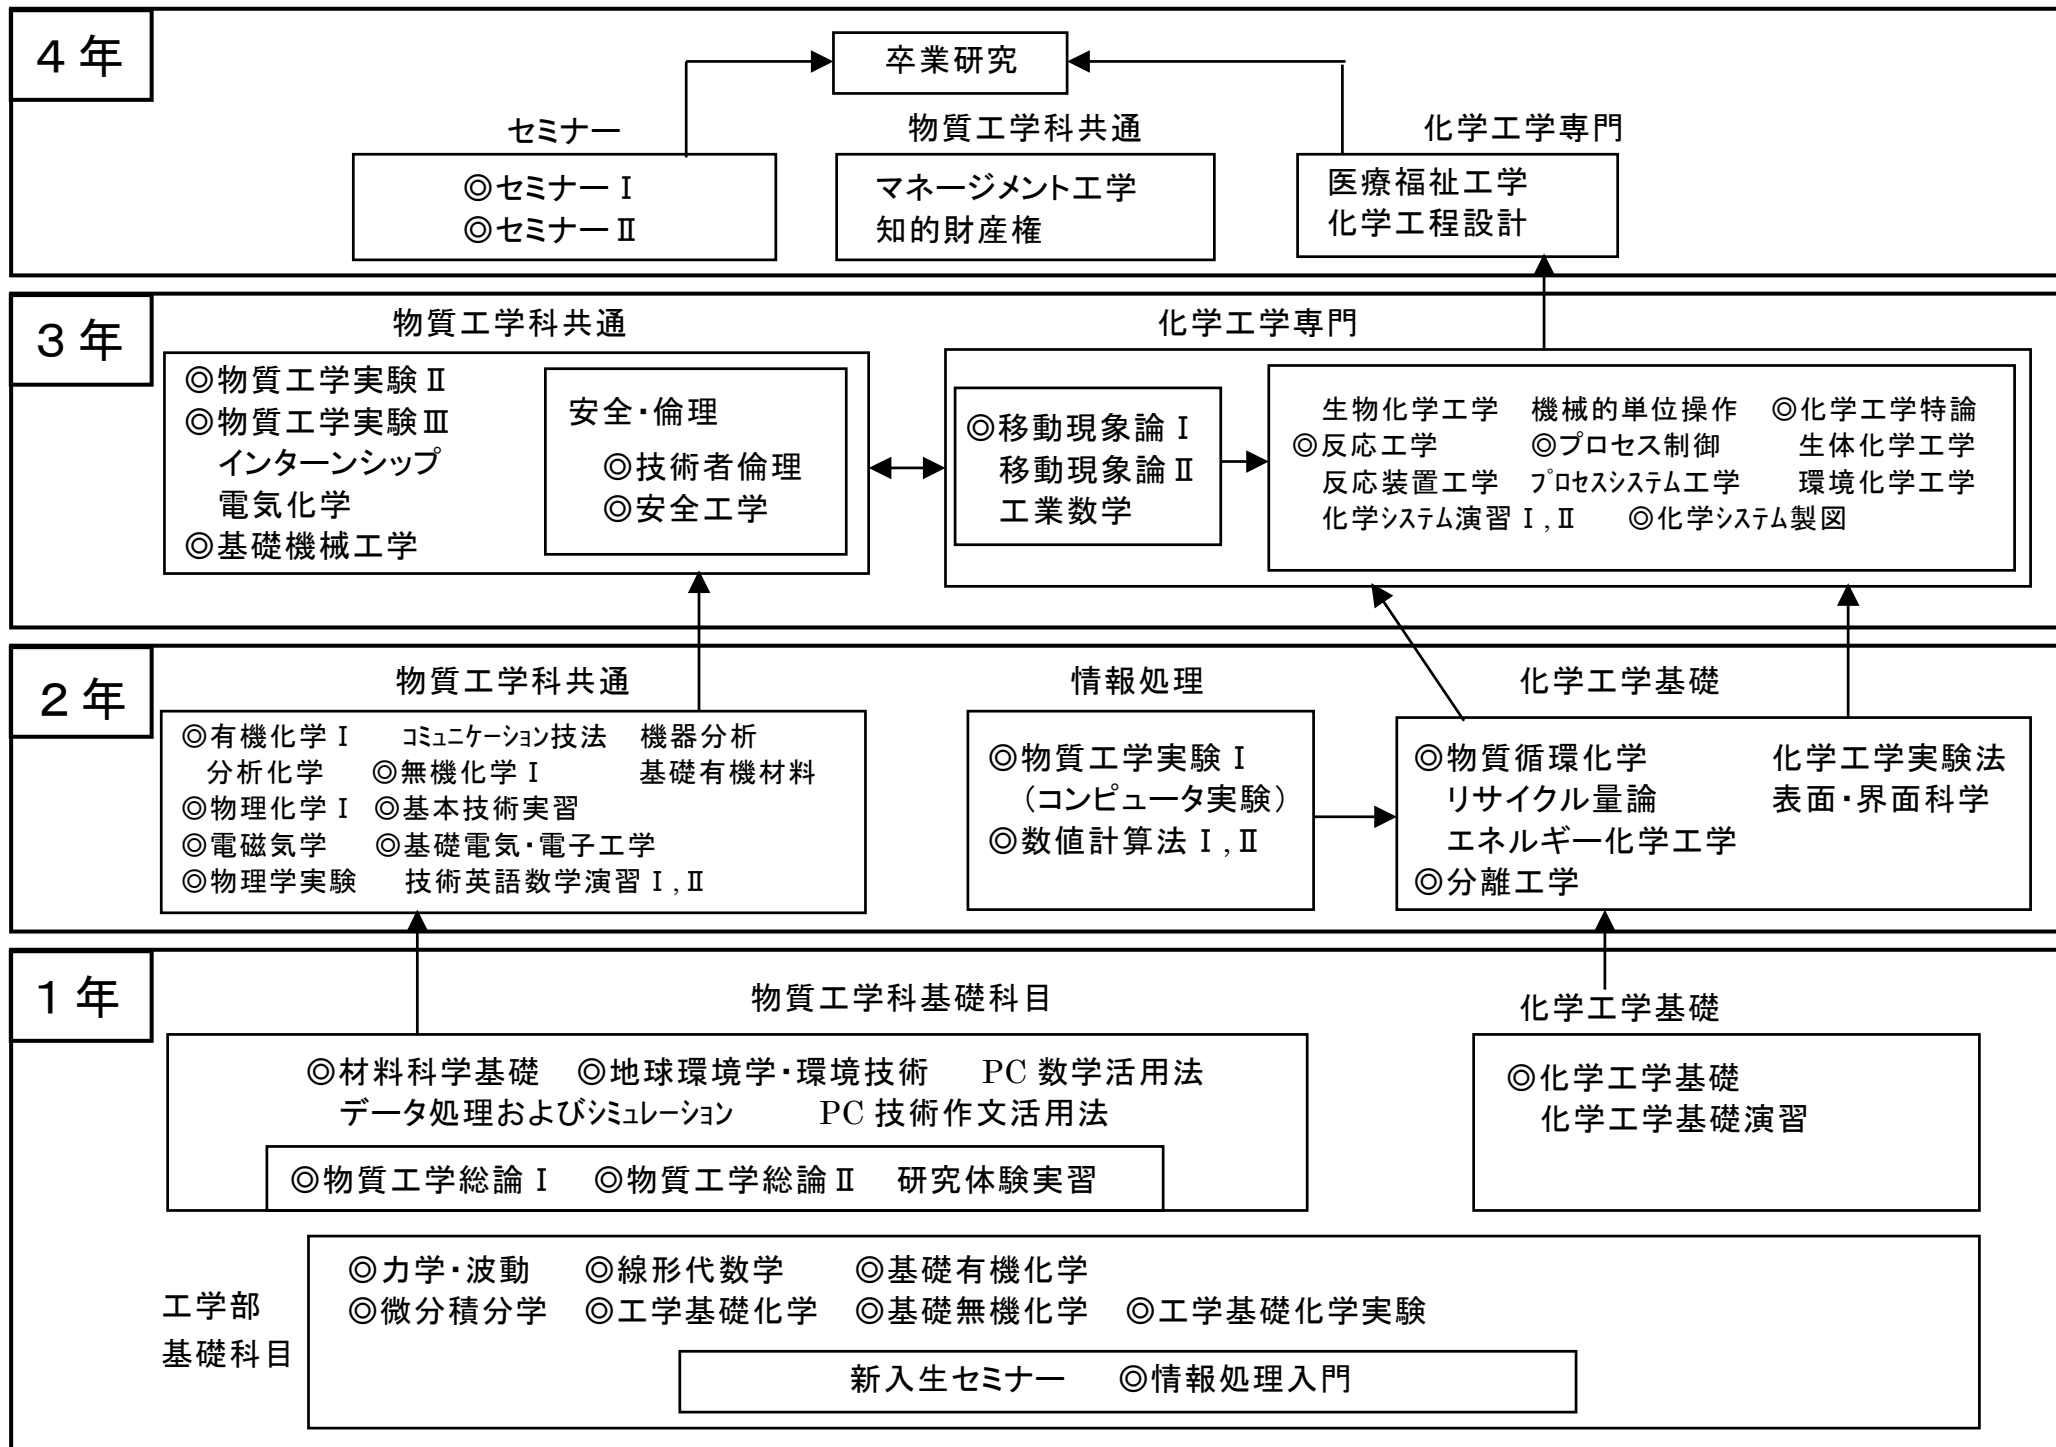 4年
卒業研究
セミナー
◎セミナーⅠ
◎セミナーⅡ
物質工学科共通
マネージメント工学
知的財産権
化学工学専門
医療福祉工学
化学工程設計
3年
物質工学科共通
◎物質工学実験Ⅱ
◎物質工学実験Ⅲ
インターンシップ
電気化学
◎基礎機械工学
安全・倫理
◎技術者倫理
◎安全工学
化学工学専門
◎移動現象論Ⅰ
移動現象論Ⅱ
工業数学
生物化学工学 機械的単位操作 ◎化学工学特論
◎反応工学 ◎プロセス制御 生体化学工学
反応装置工学 プロセスシステム工学 環境化学工学
化学システム演習Ⅰ,Ⅱ ◎化学システム製図
2年
物質工学科共通
◎有機化学Ⅰ コミュニケーション技法 機器分析
分析化学 ◎無機化学Ⅰ 基礎有機材料
◎物理化学Ⅰ ◎基本技術実習
◎電磁気学 ◎基礎電気・電子工学
◎物理学実験 技術英語数学演習Ⅰ,Ⅱ
情報処理
◎物質工学実験Ⅰ
（コンピュータ実験）
◎数値計算法Ⅰ,Ⅱ
化学工学基礎
◎物質循環化学 化学工学実験法
リサイクル量論 表面・界面科学
エネルギー化学工学
◎分離工学
1年
物質工学科基礎科目
◎材料科学基礎 ◎地球環境学・環境技術 PC数学活用法
データ処理およびシミュレーション PC技術作文活用法
◎物質工学総論Ⅰ ◎物質工学総論Ⅱ 研究体験実習
化学工学基礎
◎化学工学基礎
化学工学基礎演習
工学部
基礎科目
◎力学・波動 ◎線形代数学 ◎基礎有機化学
◎微分積分学 ◎工学基礎化学 ◎基礎無機化学 ◎工学基礎化学実験
新入生セミナー ◎情報処理入門